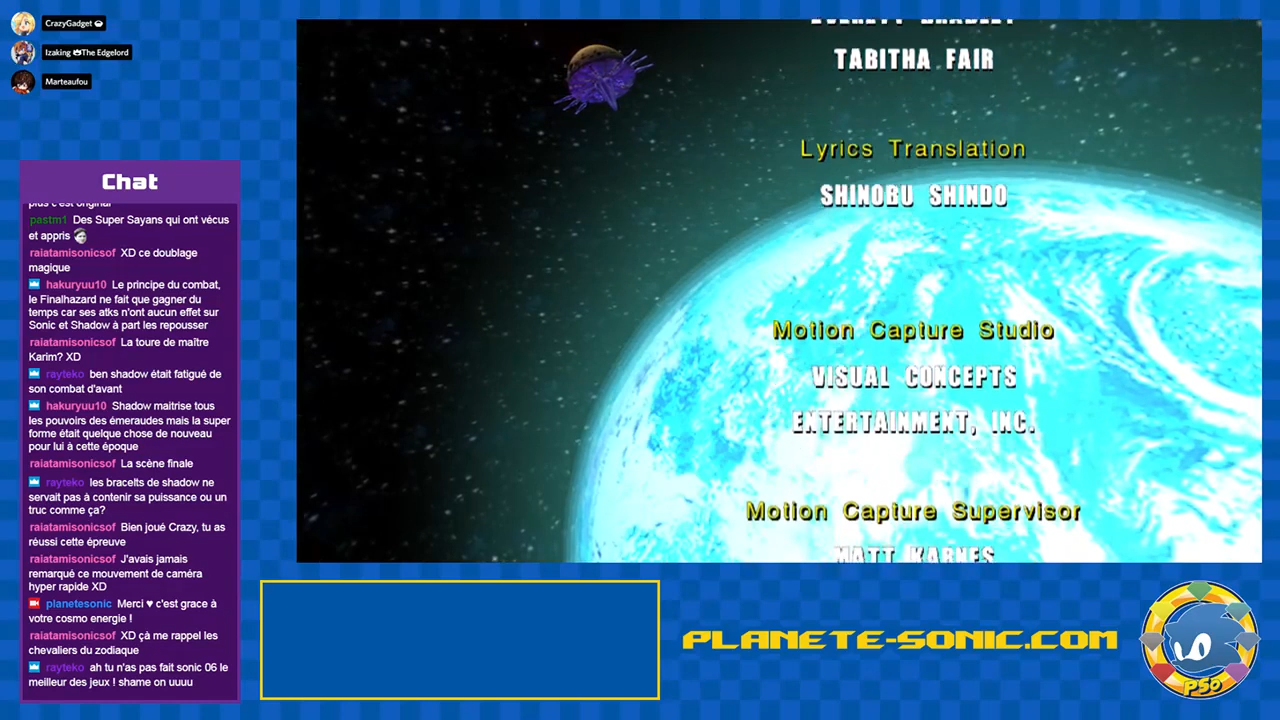 CrazyGadget
Izaking The Edgelord
Marteaufou
Chat
plus c'est original
pastm1 Des Super Sayans qui ont vécus
et appris
raiatamisonicsof XD ce doublage
magique
hakuryuu10 Le principe du combat,
le Finalhazard ne fait que gagner du
temps car ses atks n'ont aucun effet sur
Sonic et Shadow à part les repousser
raiatamisonicsof La toure de maître
Karim? XD
rayteko ben shadow était fatigué de
son combat d'avant
hakuryuu10 Shadow maitrise tous
les pouvoirs des émeraudes mais la super
forme était quelque chose de nouveau
pour lui à cette époque
raiatamisonicsof La scène finale
rayteko les bracelts de shadow ne
servait pas à contenir sa puissance ou un
truc comme ça?
raiatamisonicsof Bien joué Crazy, tu as
réussi cette épreuve
raiatamisonicsof J'avais jamais
remarqué ce mouvement de caméra
hyper rapide XD
planetesonic Merci ♥ c'est grace à
votre cosmo energie !
raiatamisonicsof XD çà me rappel les
chevaliers du zodiaque
rayteko ah tu n'as pas fait sonic 06 le
meilleur des jeux ! shame on uuuu
EVERETT BRADLEY
TABITHA FAIR
Lyrics Translation
SHINOBU SHINDO
Motion Capture Studio
VISUAL CONCEPTS
ENTERTAINMENT, INC.
Motion Capture Supervisor
MATT KARNES
PLANETE-SONIC.COM
PSO